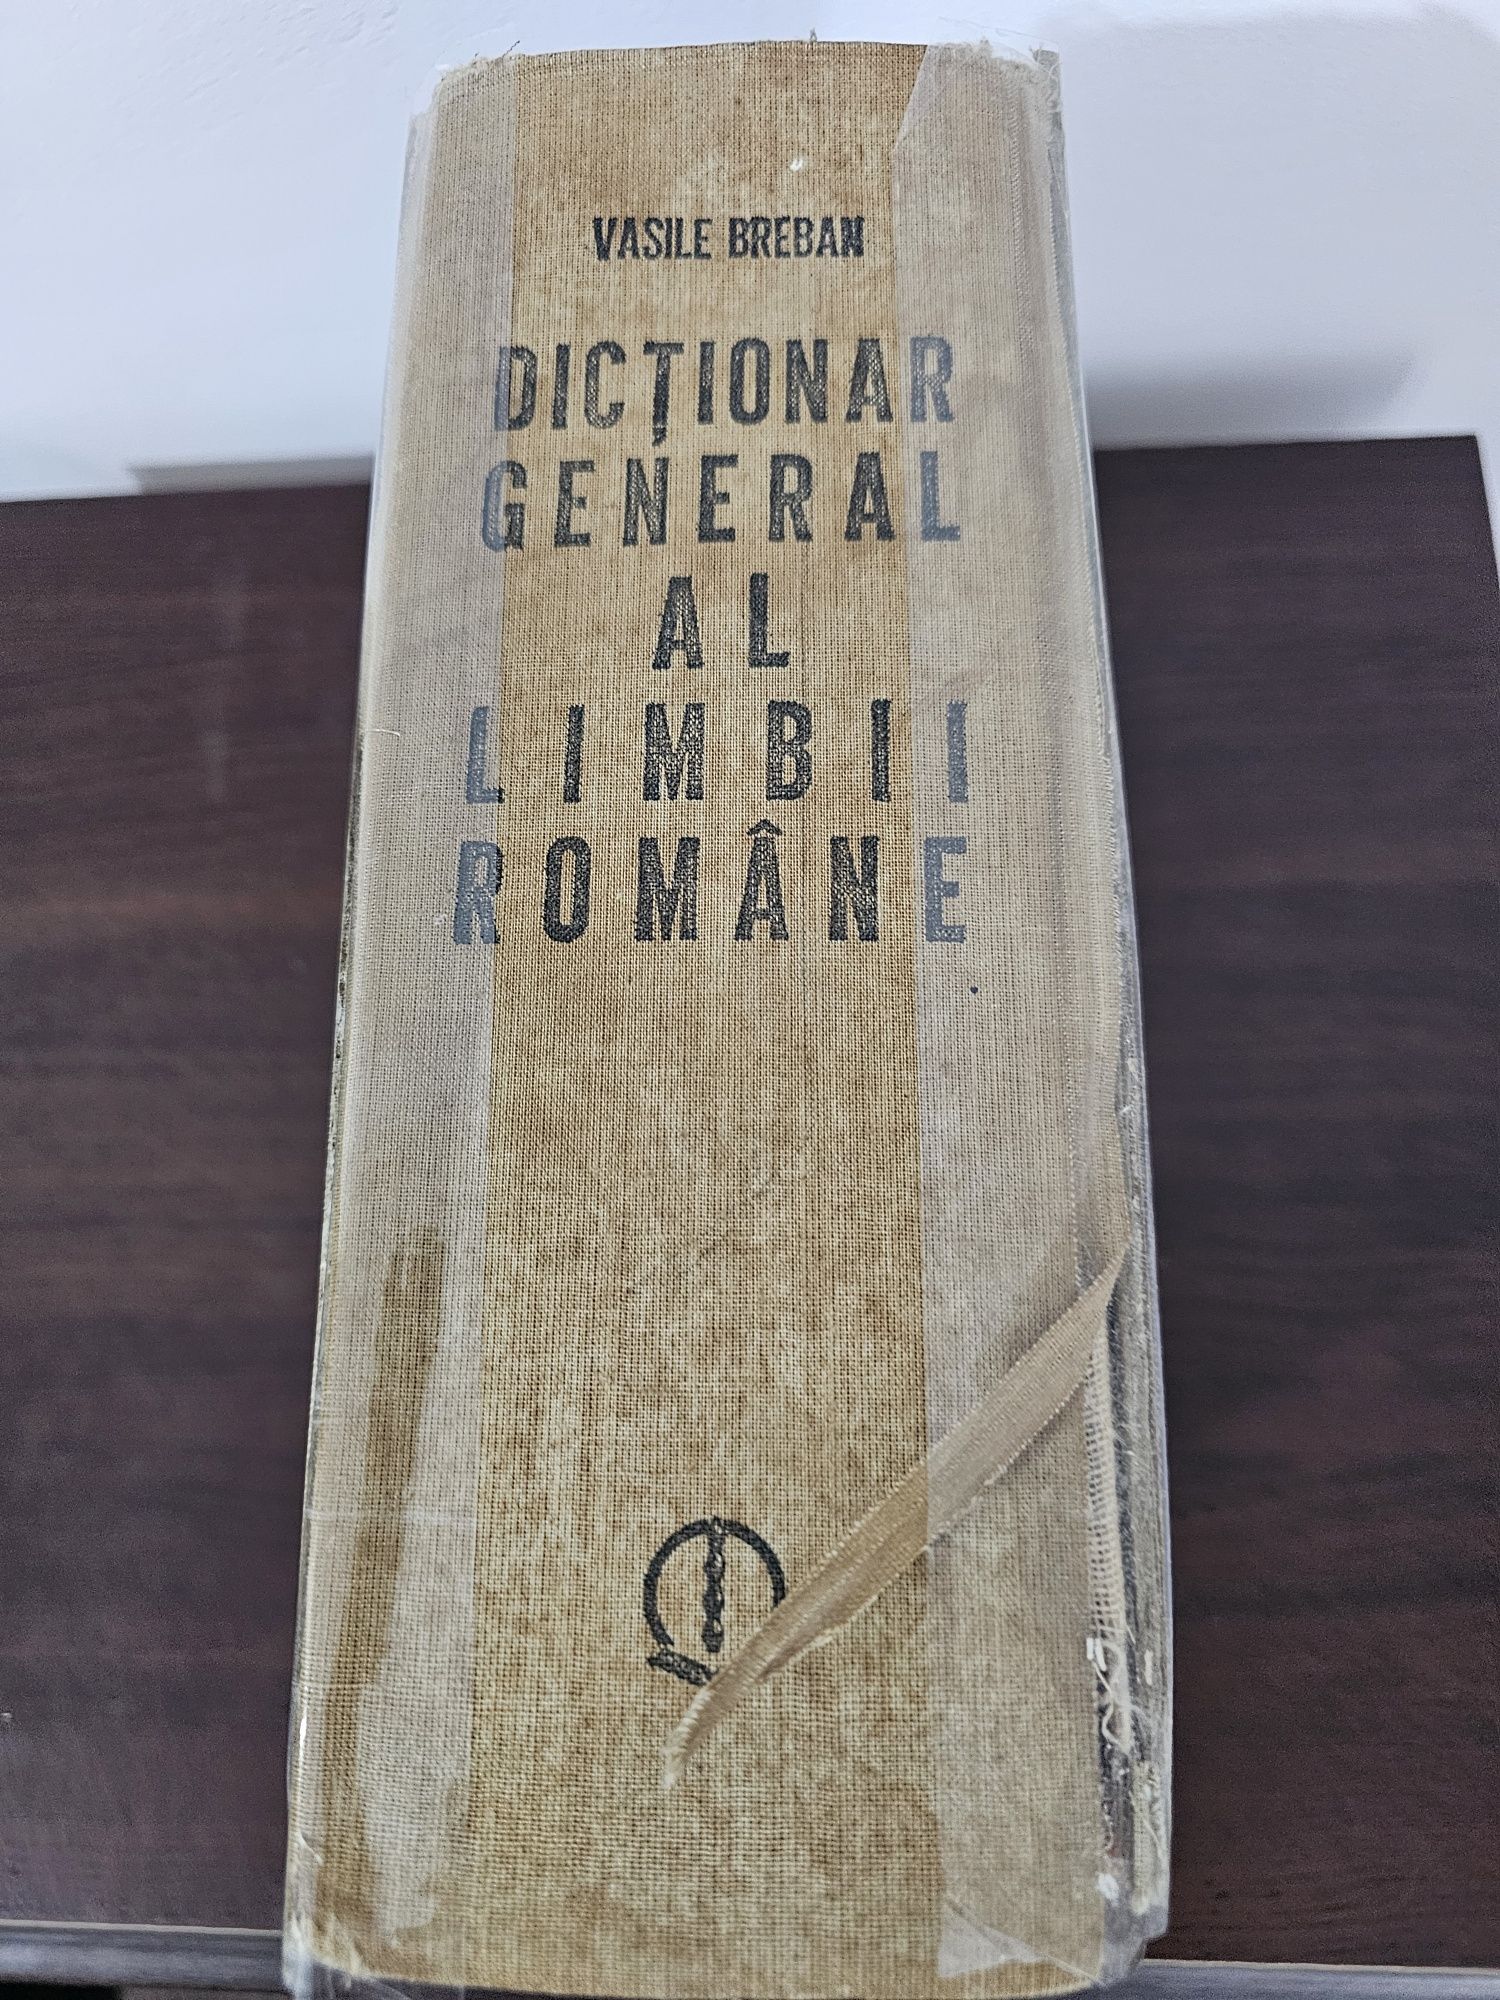 VASILE BREBAN
DICȚIONAR
GENERAL
AL
LIMBII
ROMÂNE